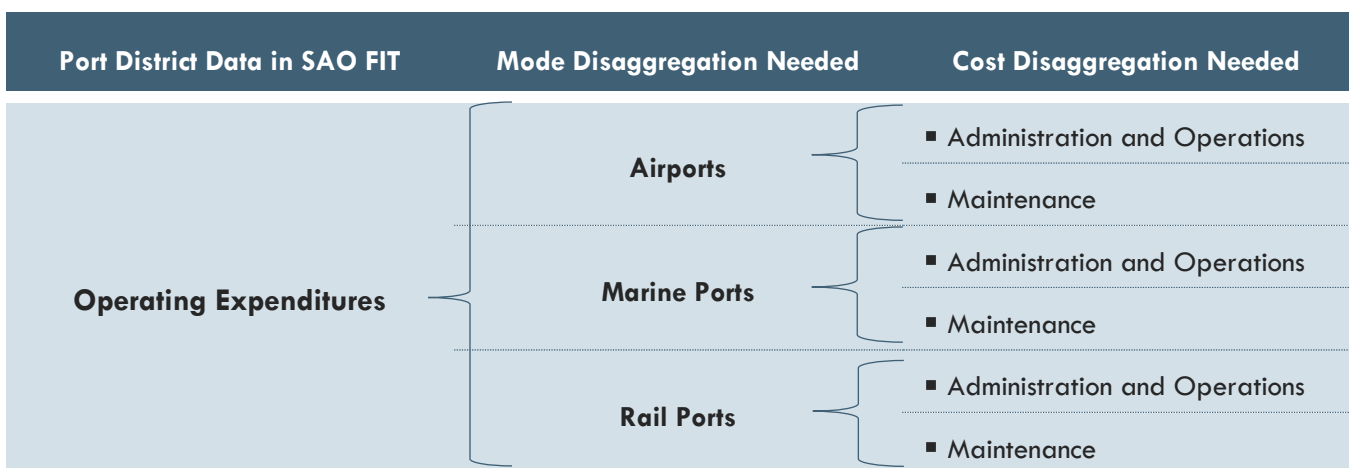 Port District Data in SAO FIT
Mode Disaggregation Needed
Cost Disaggregation Needed
Operating Expenditures
Airports
▪ Administration and Operations
▪ Maintenance
Marine Ports
▪ Administration and Operations
▪ Maintenance
Rail Ports
▪ Administration and Operations
▪ Maintenance